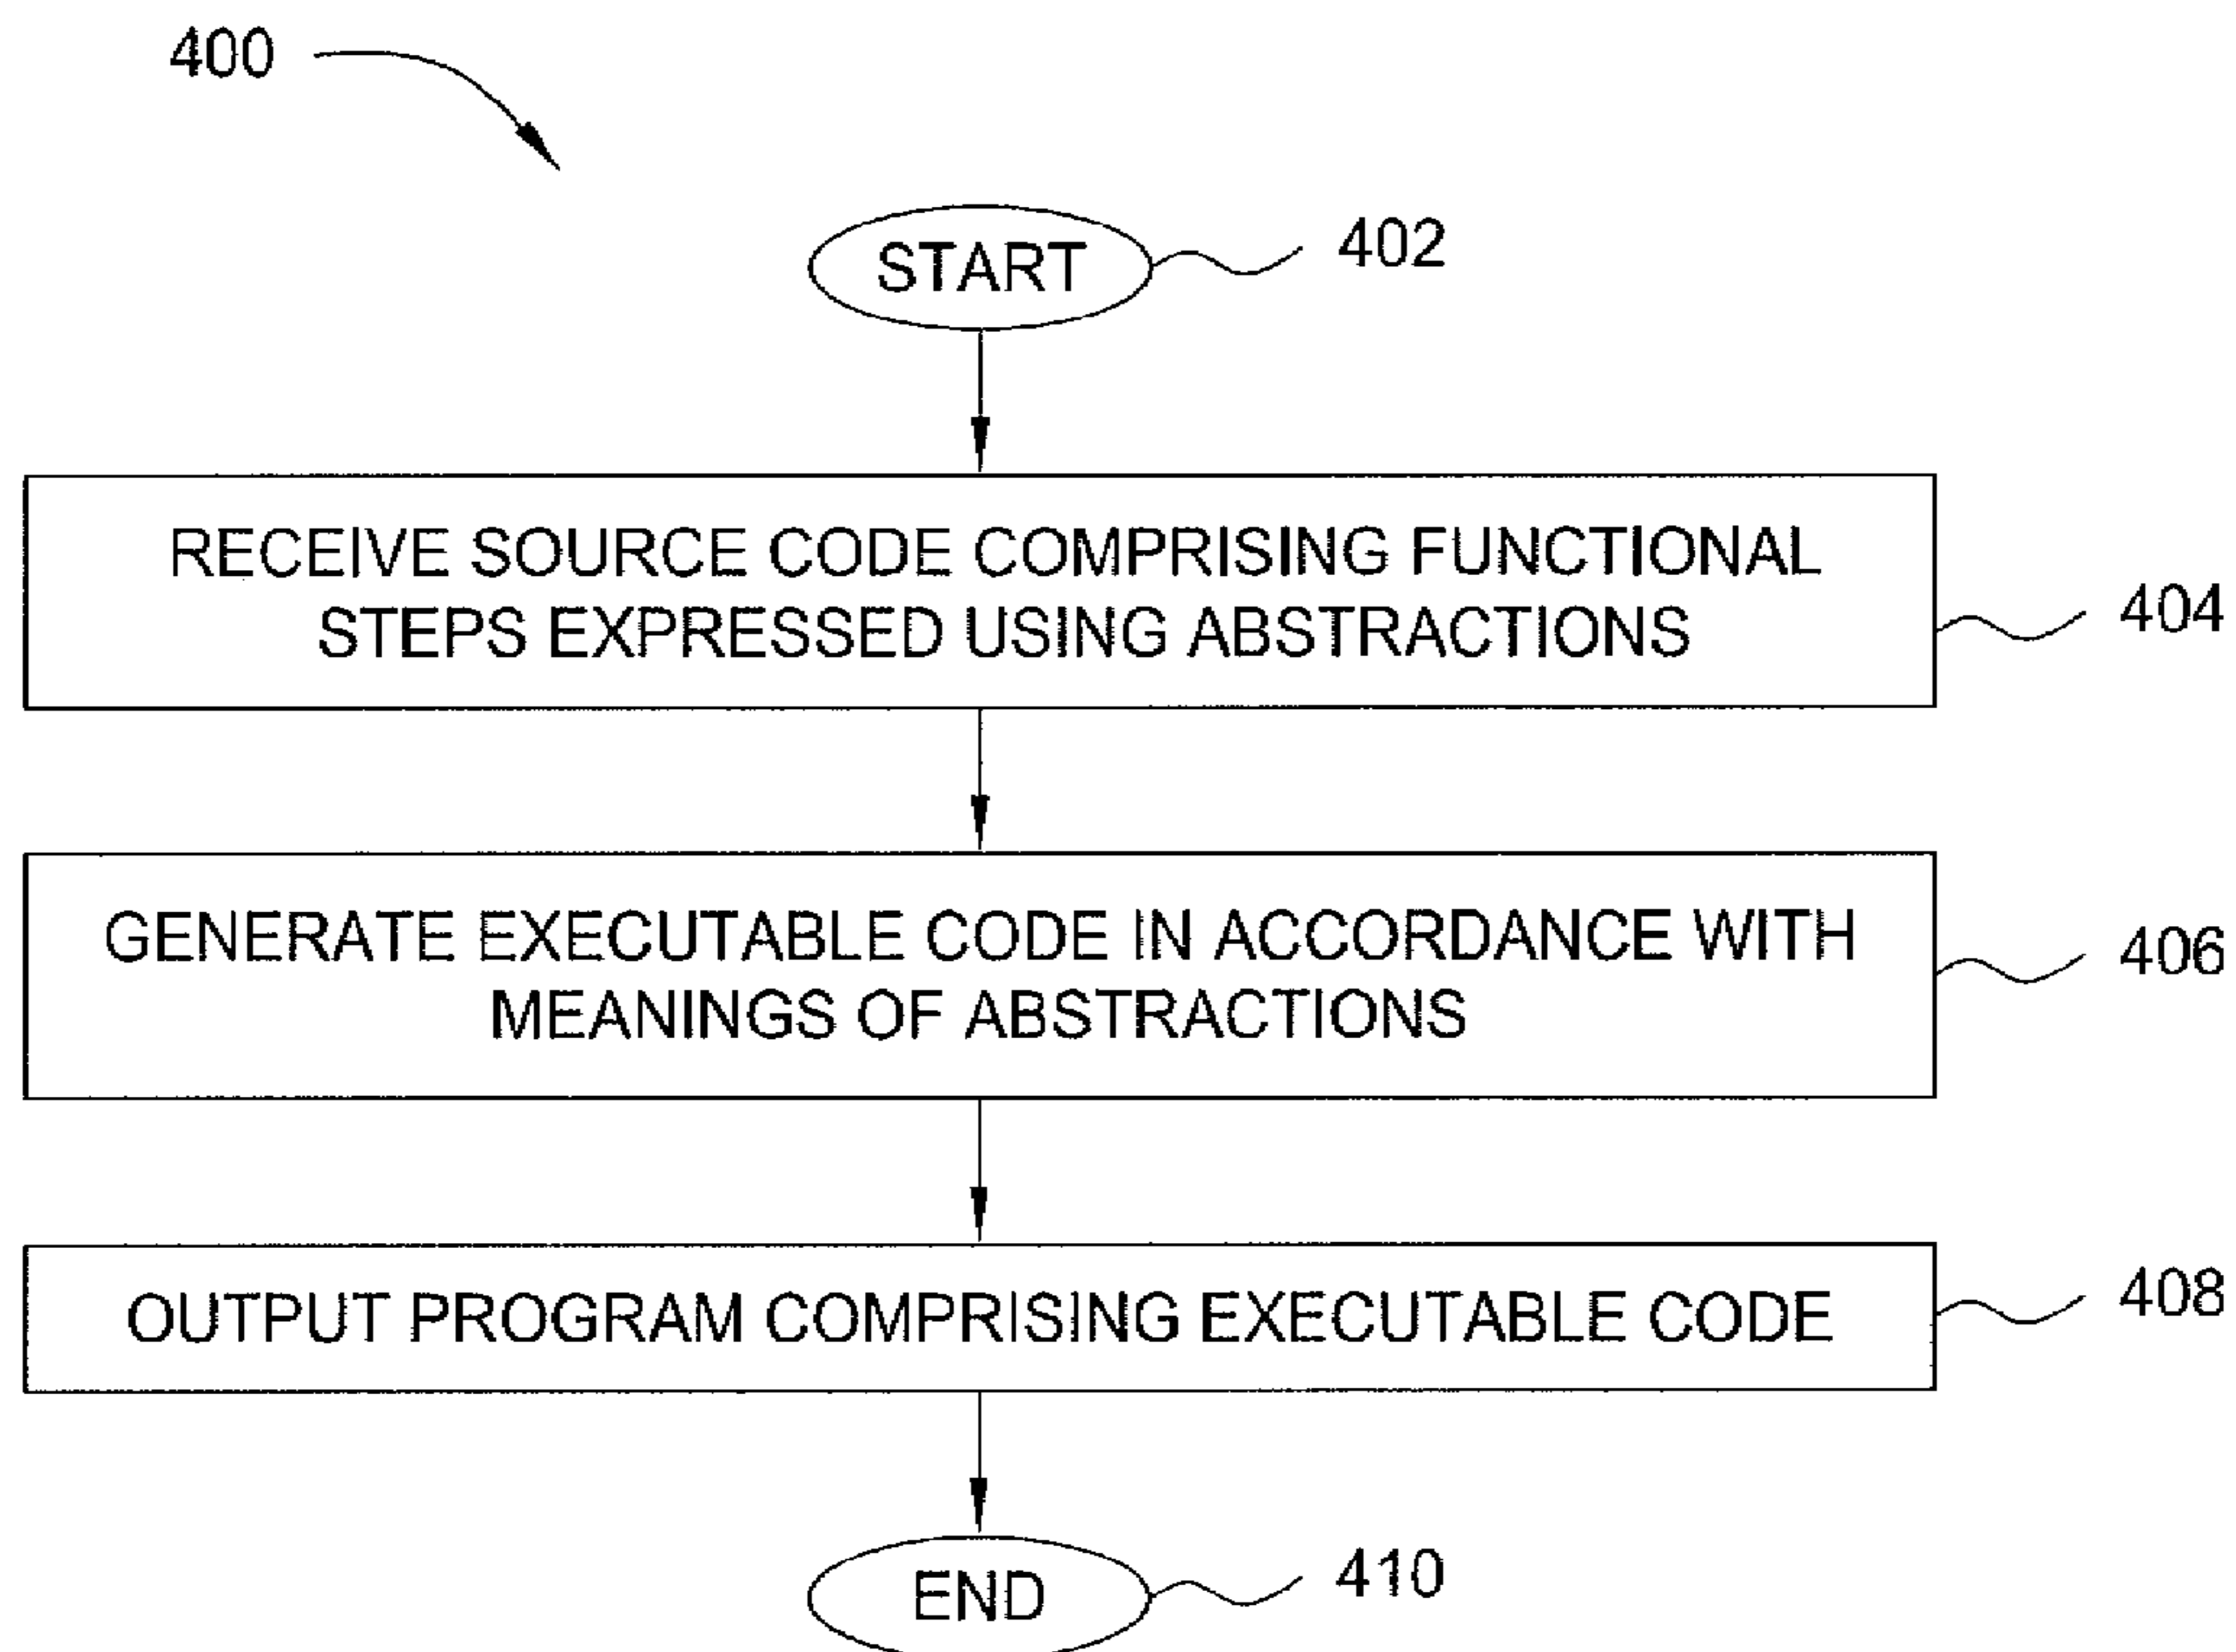 400
START
402
RECEIVE SOURCE CODE COMPRISING FUNCTIONAL
STEPS EXPRESSED USING ABSTRACTIONS
404
GENERATE EXECUTABLE CODE IN ACCORDANCE WITH
MEANINGS OF ABSTRACTIONS
406
OUTPUT PROGRAM COMPRISING EXECUTABLE CODE
408
END
410